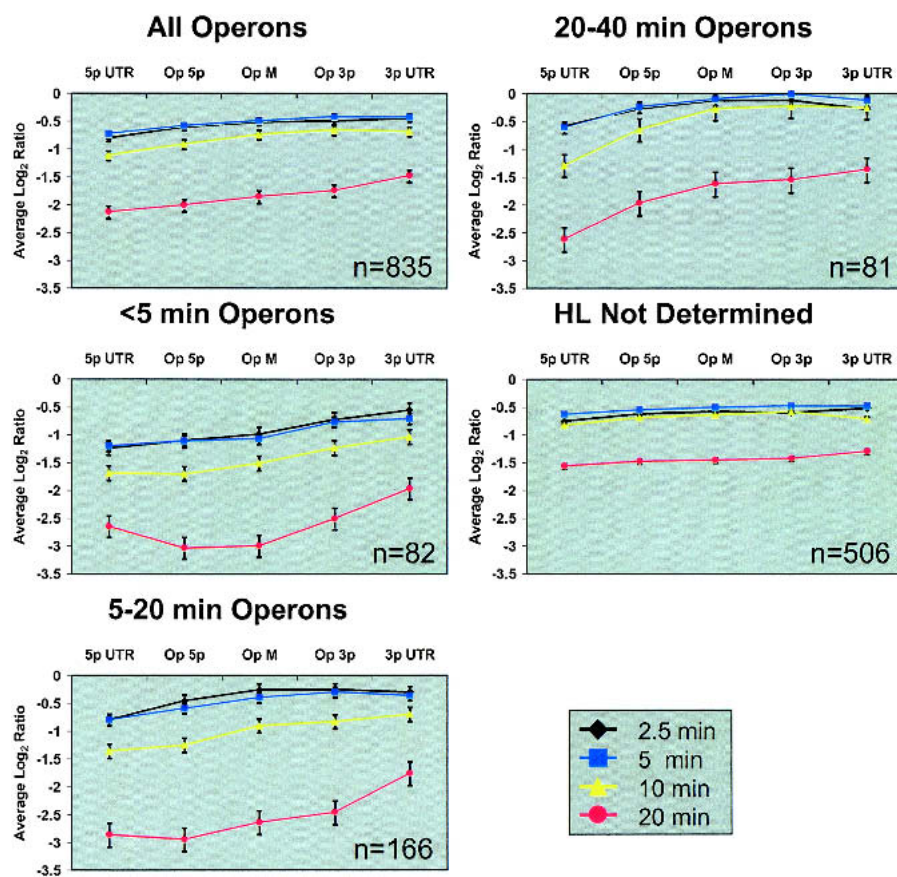 All Operons
5p UTR Op 5p Op M Op 3p 3p UTR
0
-0.5
-1
-1.5
-2
-2.5
-3
-3.5
Average Log₂ Ratio
n=835
20-40 min Operons
5p UTR Op 5p Op M Op 3p 3p UTR
0
-0.5
-1
-1.5
-2
-2.5
-3
-3.5
Average Log₂ Ratio
n=81
<5 min Operons
5p UTR Op 5p Op M Op 3p 3p UTR
0
-0.5
-1
-1.5
-2
-2.5
-3
-3.5
Average Log₂ Ratio
n=82
HL Not Determined
5p UTR Op 5p Op M Op 3p 3p UTR
0
-0.5
-1
-1.5
-2
-2.5
-3
-3.5
Average Log₂ Ratio
n=506
5-20 min Operons
5p UTR Op 5p Op M Op 3p 3p UTR
0
-0.5
-1
-1.5
-2
-2.5
-3
-3.5
Average Log₂ Ratio
n=166
2.5 min
5 min
10 min
20 min